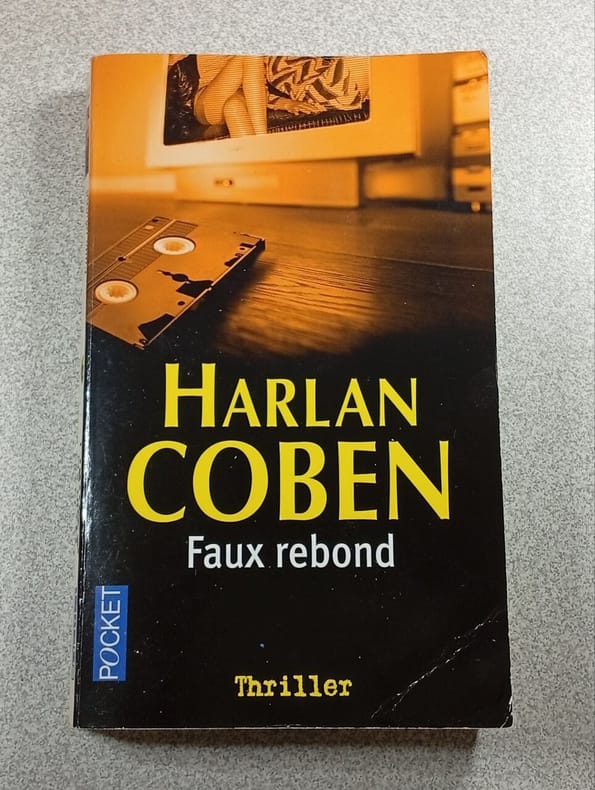 HARLAN
COBEN
Faux rebond
POCKET
Thriller